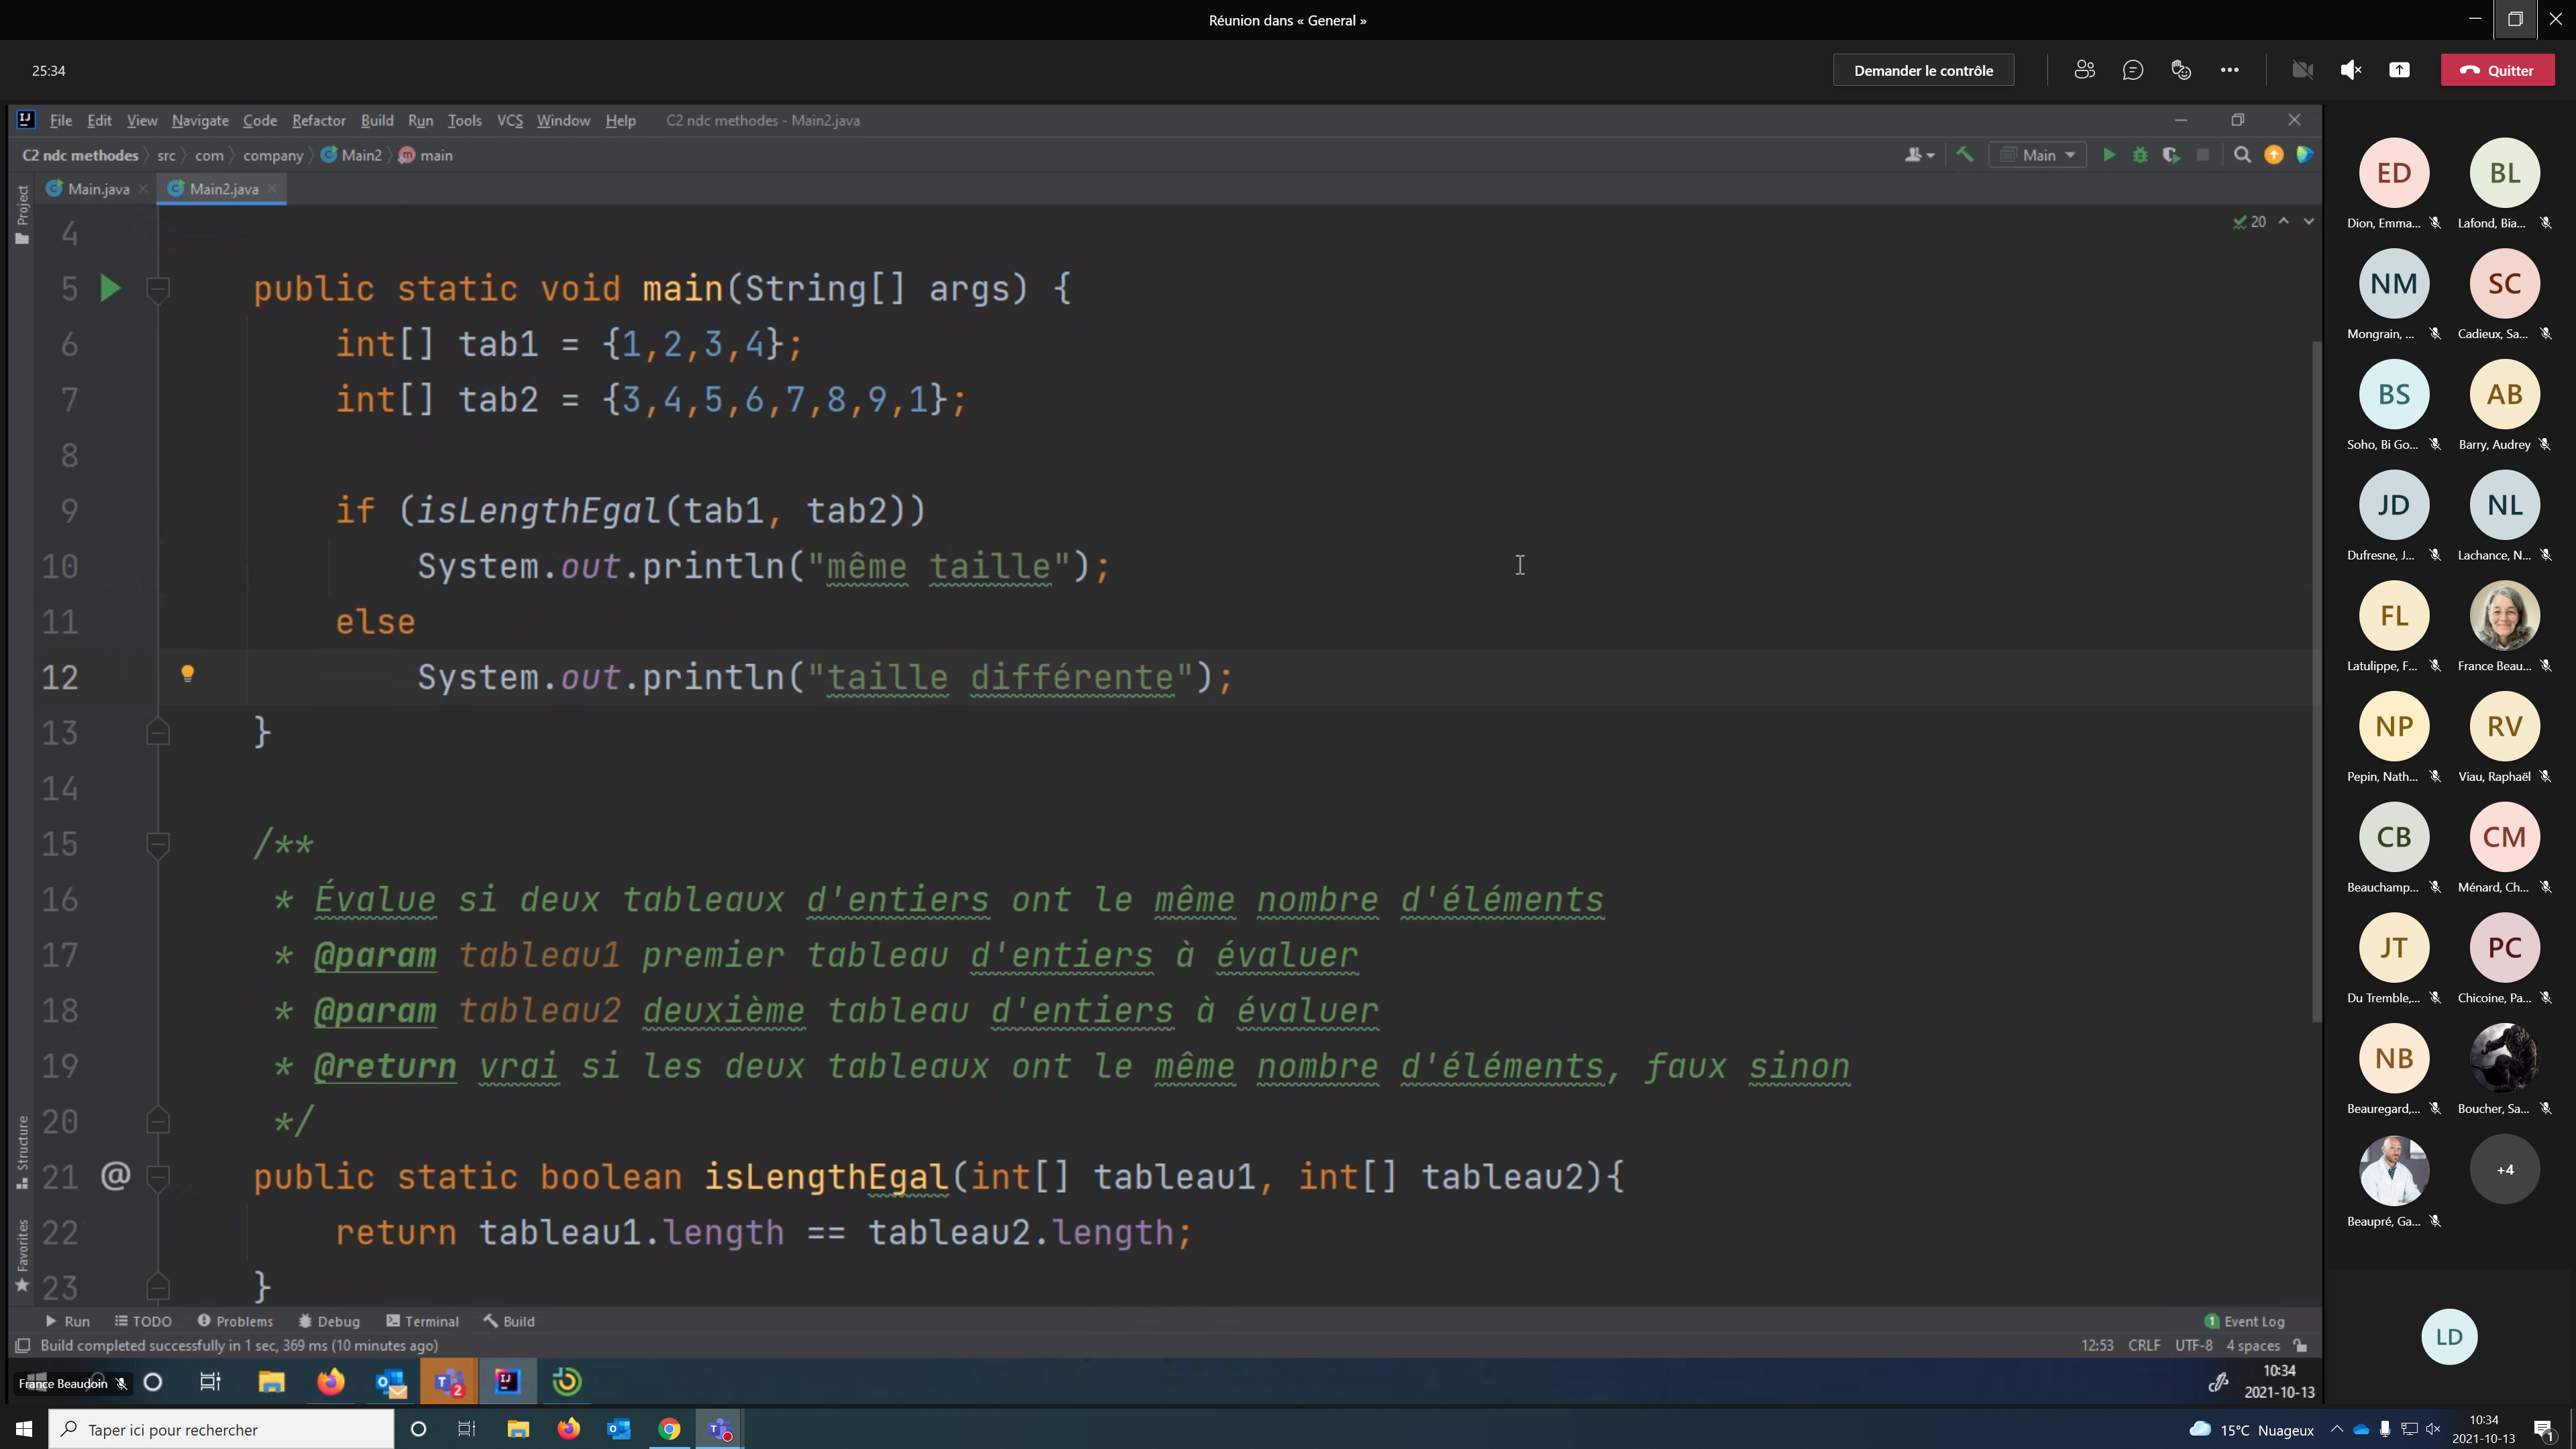 Réunion dans « General »
25:34
Demander le contrôle
Quitter
File Edit View Navigate Code Refactor Build Run Tools VCS Window Help C2 ndc methodes - Main2.java
C2 ndc methodes src com company Main2 main
Main
Main.java Main2.java
Project
20
4
5 public static void main(String[] args) {
6 int[] tab1 = {1,2,3,4};
7 int[] tab2 = {3,4,5,6,7,8,9,1};
8
9 if (isLengthEgal(tab1, tab2))
10 System.out.println("même taille");
11 else
12 System.out.println("taille différente");
13 }
14
15 /**
16 * Évalue si deux tableaux d'entiers ont le même nombre d'éléments
17 * @param tableau1 premier tableau d'entiers à évaluer
18 * @param tableau2 deuxième tableau d'entiers à évaluer
19 * @return vrai si les deux tableaux ont le même nombre d'éléments, faux sinon
20 */
21 @ public static boolean isLengthEgal(int[] tableau1, int[] tableau2){
22 return tableau1.length == tableau2.length;
23 }
Structure
Favorites
Run TODO Problems Debug Terminal Build
1 Event Log
Build completed successfully in 1 sec, 369 ms (10 minutes ago)
12:53 CRLF UTF-8 4 spaces
France Beaudoin
2
10:34
2021-10-13
ED BL
Dion, Emma... Lafond, Bia...
NM SC
Mongrain, ... Cadieux, Sa...
BS AB
Soho, Bi Go... Barry, Audrey
JD NL
Dufresne, J... Lachance, N...
FL
Latulippe, F... France Beau...
NP RV
Pepin, Nath... Viau, Raphaël
CB CM
Beauchamp... Ménard, Ch...
JT PC
Du Tremble,... Chicoine, Pa...
NB
Beauregard,... Boucher, Sa...
+4
Beaupré, Ga...
LD
Taper ici pour rechercher
15°C Nuageux
10:34
2021-10-13
1